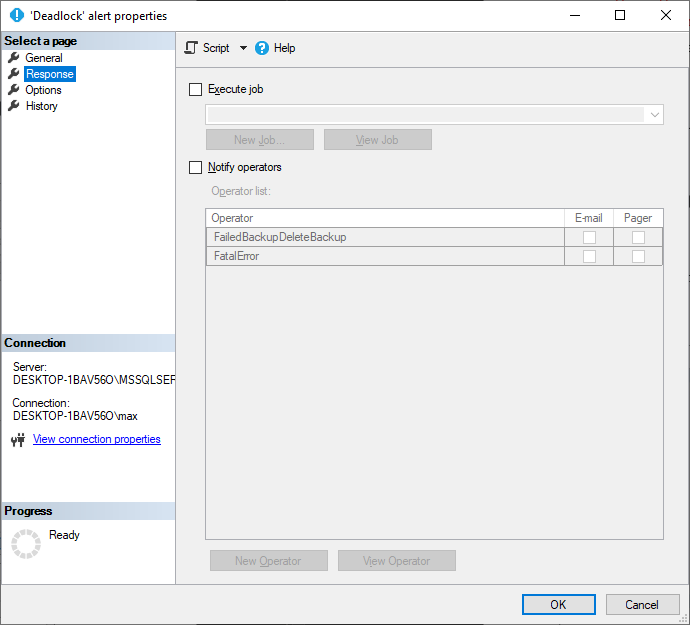 'Deadlock' alert properties
Select a page
General
Response
Options
History
Script
Help
Execute job
New Job...
View Job
Notify operators
Operator list:
Operator E-mail Pager
FailedBackupDeleteBackup
FatalError
New Operator
View Operator
Connection
Server:
DESKTOP-1BAV56O\MSSQLSER
Connection:
DESKTOP-1BAV56O\max
View connection properties
Progress
Ready
OK
Cancel